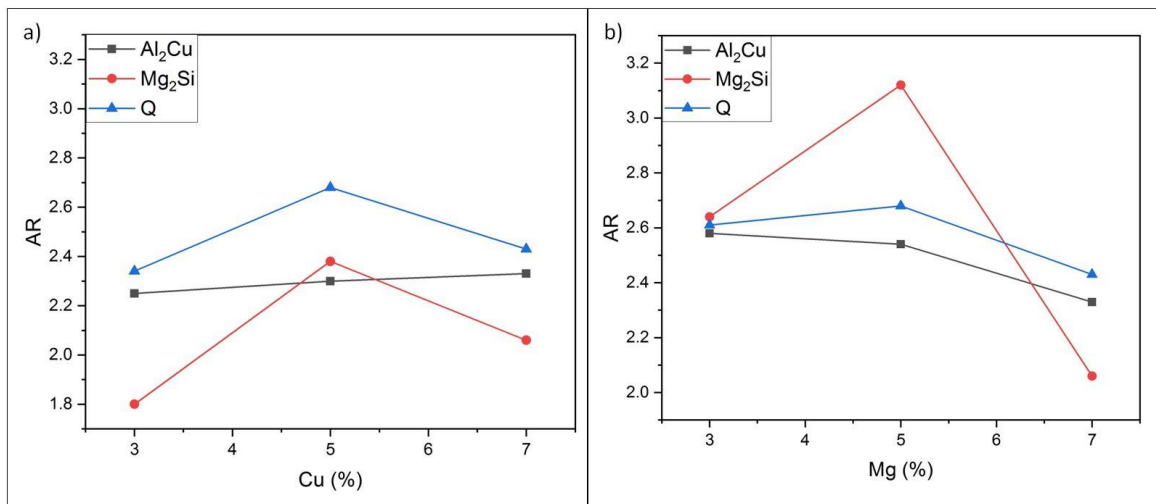 a)
Al₂Cu
Mg₂Si
Q
3.2
3.0
2.8
2.6
2.4
2.2
2.0
1.8
AR
3 4 5 6 7
Cu (%)
b)
Al₂Cu
Mg₂Si
Q
3.2
3.0
2.8
2.6
2.4
2.2
2.0
AR
3 4 5 6 7
Mg (%)